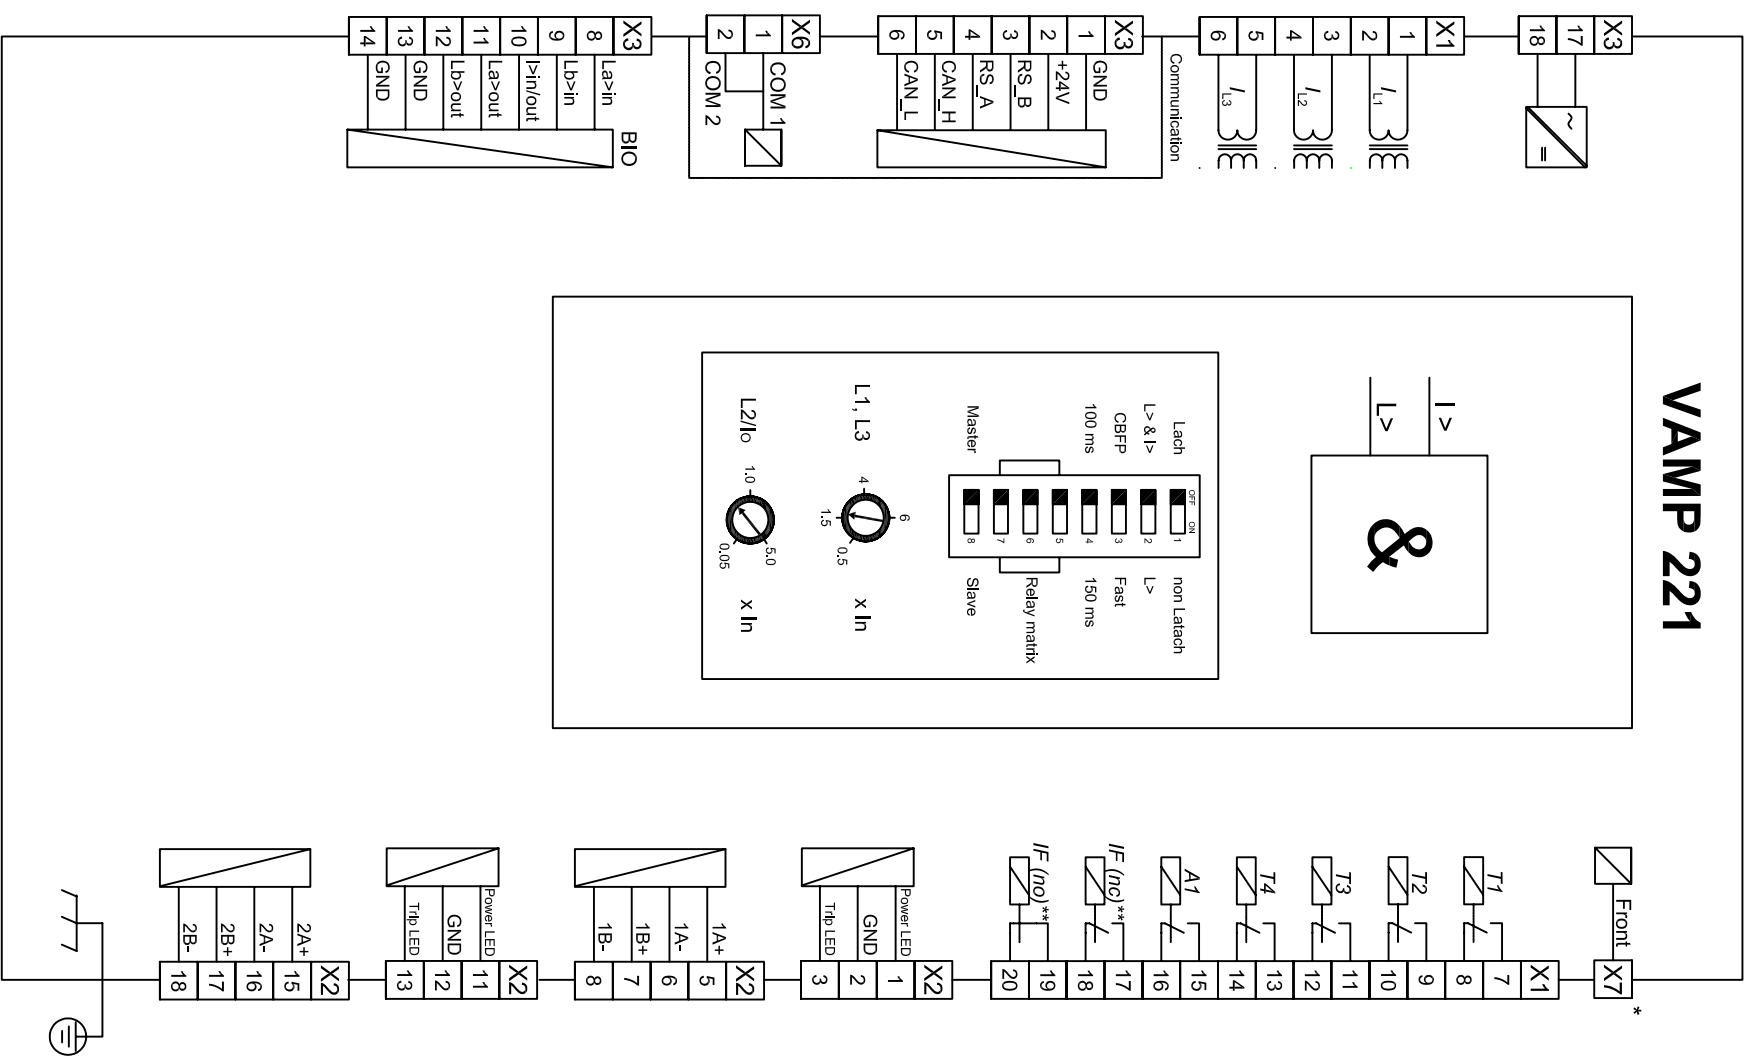 VAMP 221
X3
17
18
~
=
X1
1
2
3
4
5
6
I L1
I L2
I L3
Communication
X3
1
2
3
4
5
6
GND
+24V
RS_B
RS_A
CAN_H
CAN_L
X6
1
2
COM 1
COM 2
X3
8
9
10
11
12
13
14
BIO
La>in
Lb>in
I>in/out
La>out
Lb>out
GND
GND
I >
L>
&
OFF ON
Lach 1 non Latach
L> & I> 2 L>
CBFP 3 Fast
100 ms 4 150 ms
5
6 Relay matrix
7
Master 8 Slave
L1, L3 x In
6
4
1.5
0.5
L2/Io x In
1.0
5.0
0.05
*
Front X7
X1
T1 7
8
T2 9
10
T3 11
12
T4 13
14
A1 15
16
IF (nc)** 17
18
IF (no)** 19
20
X2
Power LED 1
GND 2
Trip LED 3
X2
1A+ 5
1A- 6
1B+ 7
1B- 8
X2
Power LED 11
GND 12
Trip LED 13
X2
2A+ 15
2A- 16
2B+ 17
2B- 18